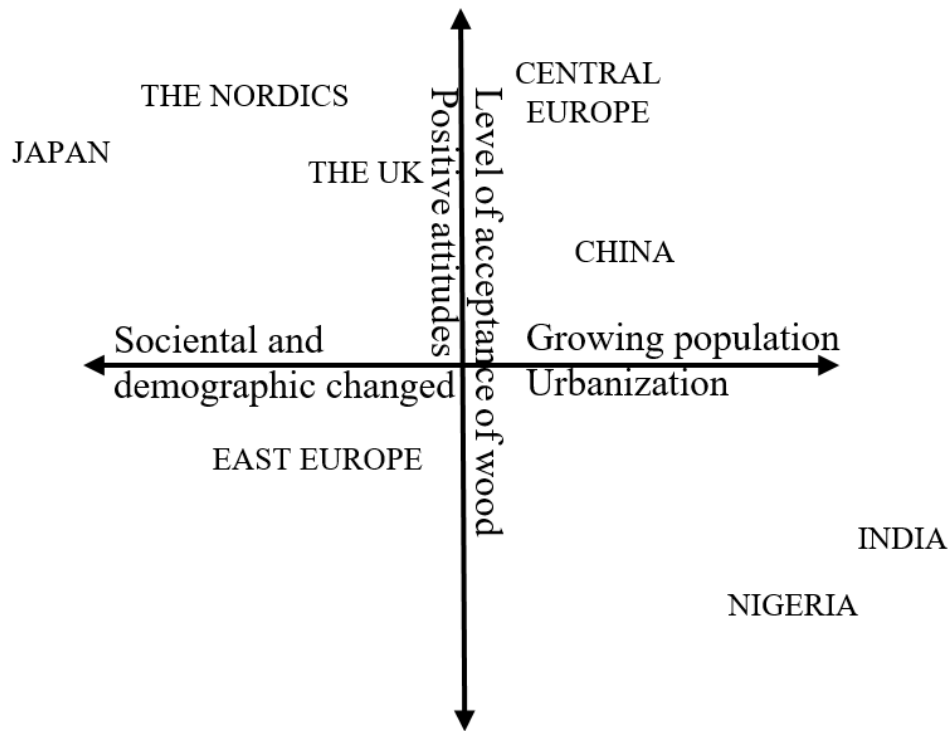 CENTRAL
EUROPE
THE NORDICS
JAPAN
THE UK
Positive attitudes
Level of acceptance of wood
CHINA
Sociental and
demographic changed
Growing population
Urbanization
EAST EUROPE
INDIA
NIGERIA